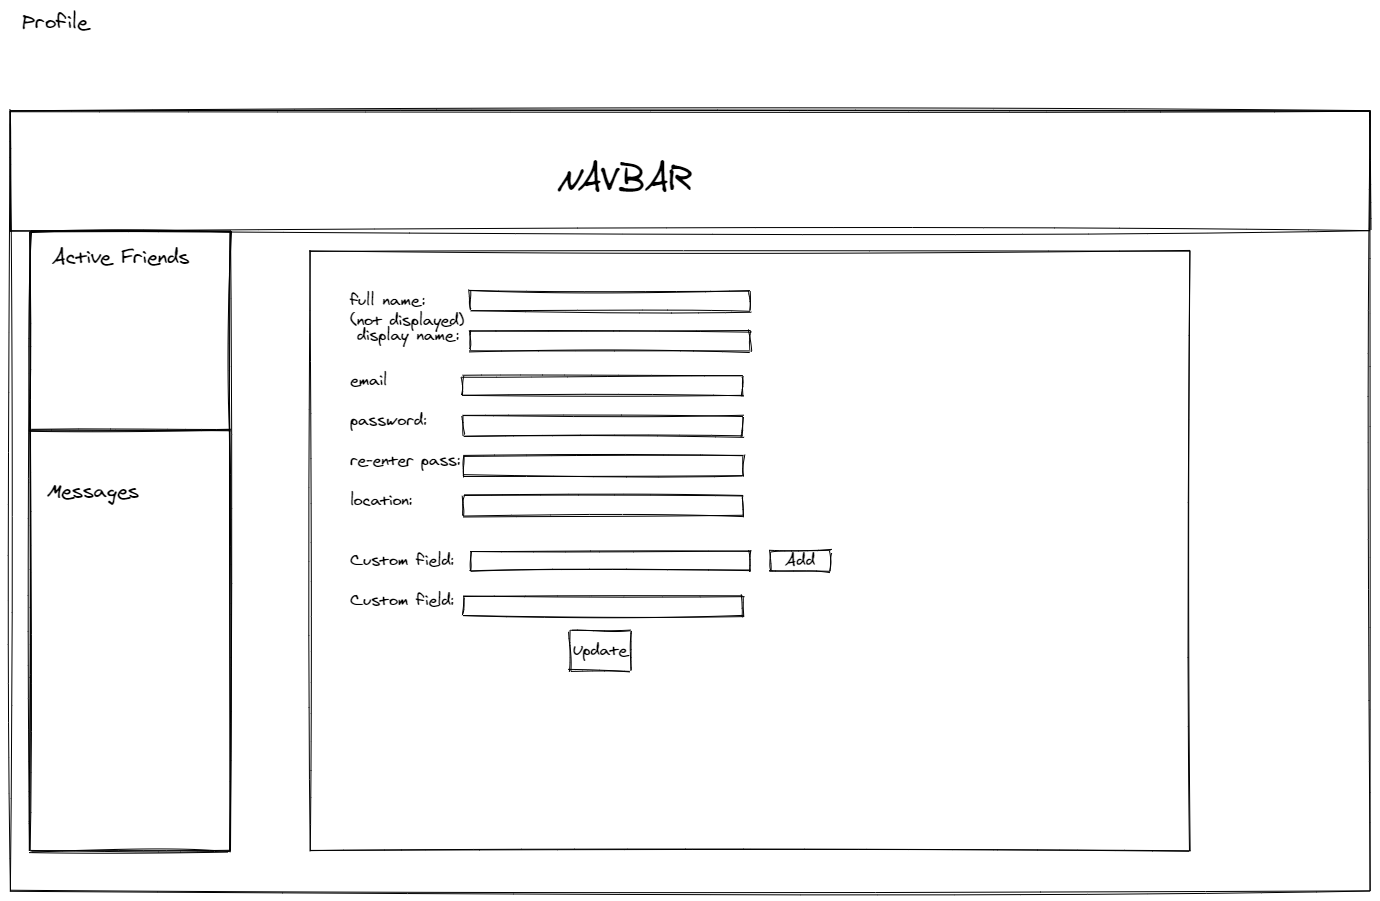 Profile
NAVBAR
Active Friends
Messages
full name:
(not displayed)
display name:
email
password:
re-enter pass:
location:
Custom field:
Add
Custom field:
Update